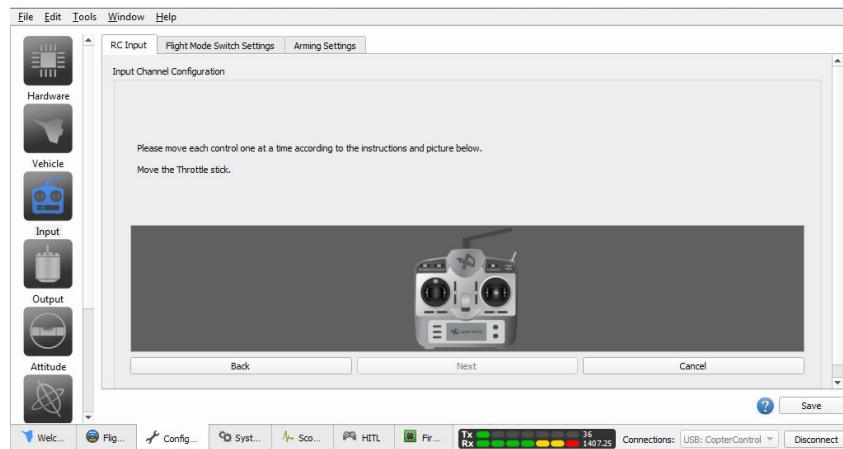 File Edit Tools Window Help
RC Input Flight Mode Switch Settings Arming Settings
Input Channel Configuration
Hardware
Please move each control one at a time according to the instructions and picture below.
Vehicle
Move the Throttle stick.
Input
Output
openpilot
Attitude
Back Next Cancel
? Save
Welc... Flig... Config... Syst... Sco... HITL Fir... Tx 36 Connections: USB: CopterControl Disconnect
Rx 1407.25